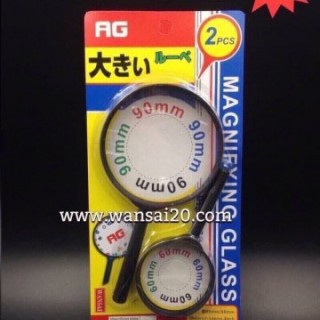 AG
2PCS
大きい ルーペ
MAGNIFYING GLASS
90mm 90mm 90mm 90mm
www.wansai20.com
AG
60mm 60mm 60mm 60mm